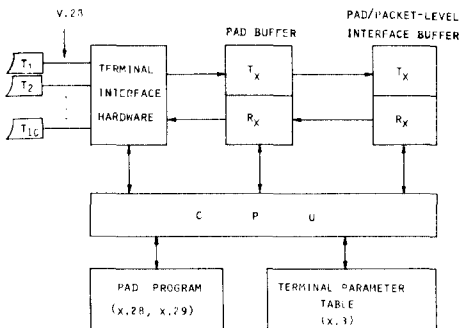 V.28
PAD BUFFER
PAD/PACKET-LEVEL
INTERFACE BUFFER
T1
T2
T16
TERMINAL
INTERFACE
HARDWARE
TX
RX
TX
RX
C P U
PAD PROGRAM
(X.28, X.29)
TERMINAL PARAMETER
TABLE
(X.3)